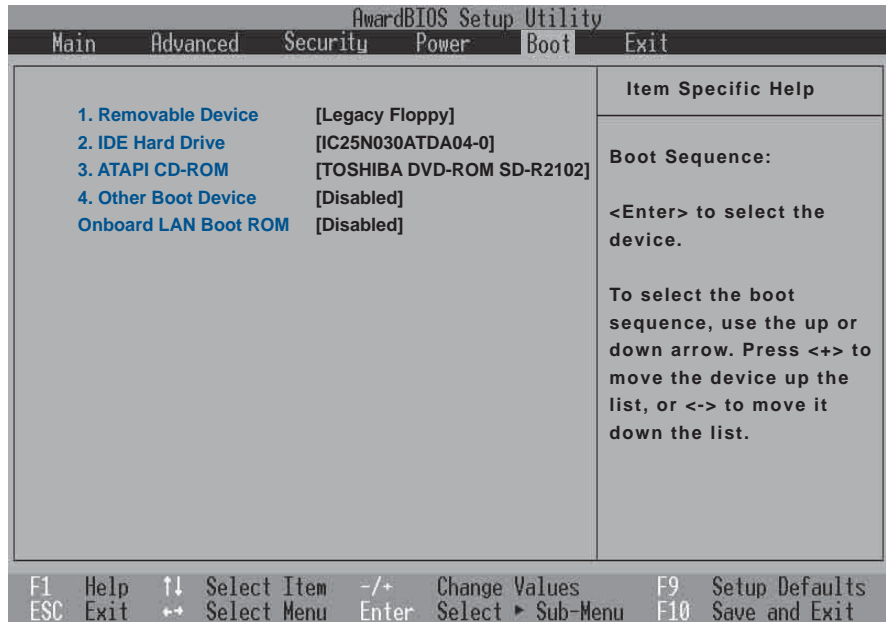 AwardBIOS Setup Utility
Main Advanced Security Power Boot Exit
1. Removable Device [Legacy Floppy]
2. IDE Hard Drive [IC25N030ATDA04-0]
3. ATAPI CD-ROM [TOSHIBA DVD-ROM SD-R2102]
4. Other Boot Device [Disabled]
Onboard LAN Boot ROM [Disabled]
Item Specific Help
Boot Sequence:
<Enter> to select the
device.
To select the boot
sequence, use the up or
down arrow. Press <+> to
move the device up the
list, or <-> to move it
down the list.
F1 Help ↑↓ Select Item -/+ Change Values F9 Setup Defaults
ESC Exit ←→ Select Menu Enter Select ► Sub-Menu F10 Save and Exit